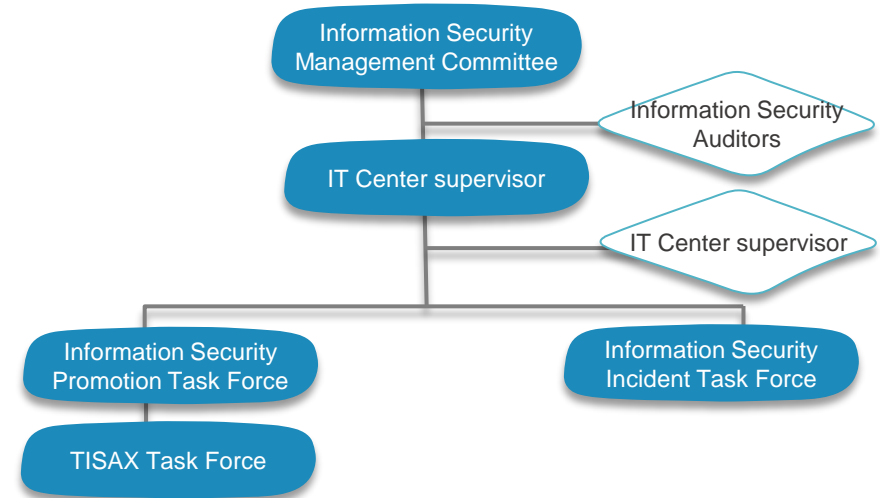 Information Security
Management Committee
Information Security
Auditors
IT Center supervisor
IT Center supervisor
Information Security
Promotion Task Force
Information Security
Incident Task Force
TISAX Task Force